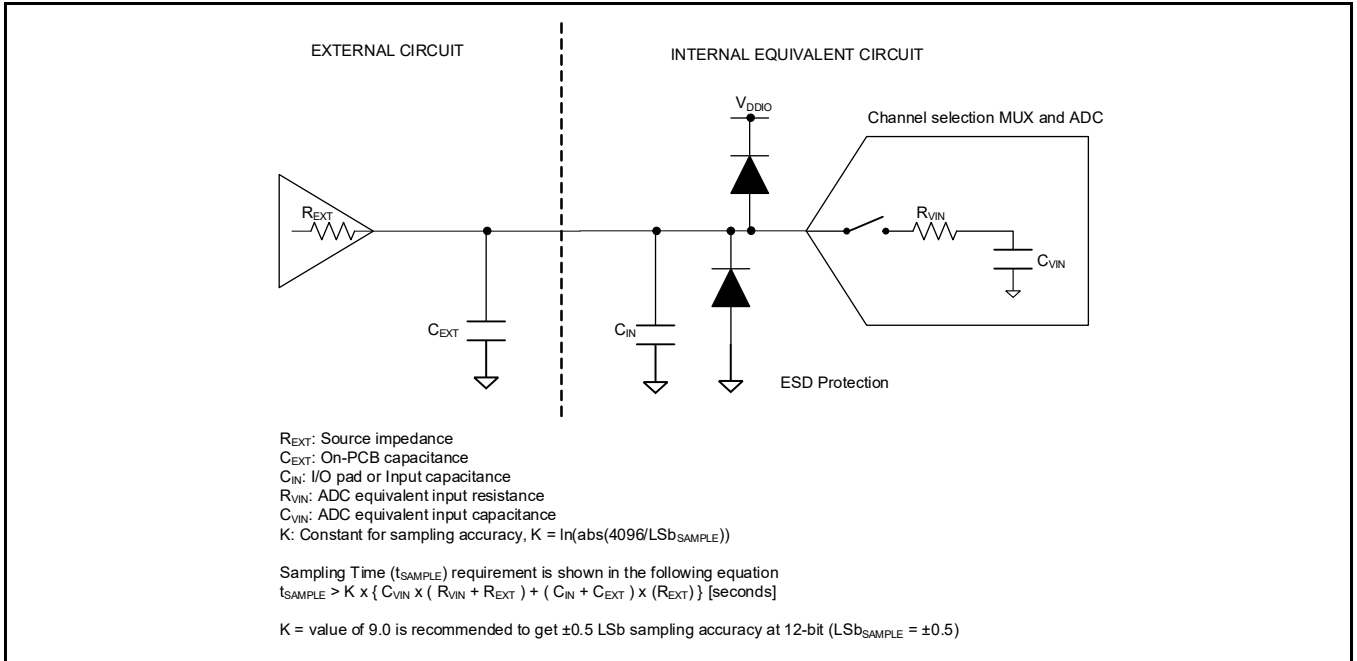 EXTERNAL CIRCUIT
INTERNAL EQUIVALENT CIRCUIT
VDDIO
Channel selection MUX and ADC
REXT
RVIN
CVIN
CEXT
CIN
ESD Protection
REXT: Source impedance
CEXT: On-PCB capacitance
CIN: I/O pad or Input capacitance
RVIN: ADC equivalent input resistance
CVIN: ADC equivalent input capacitance
K: Constant for sampling accuracy, K = ln(abs(4096/LSbSAMPLE))
Sampling Time (tSAMPLE) requirement is shown in the following equation
tSAMPLE > K x { CVIN x ( RVIN + REXT ) + ( CIN + CEXT ) x (REXT) } [seconds]
K = value of 9.0 is recommended to get ±0.5 LSb sampling accuracy at 12-bit (LSbSAMPLE = ±0.5)